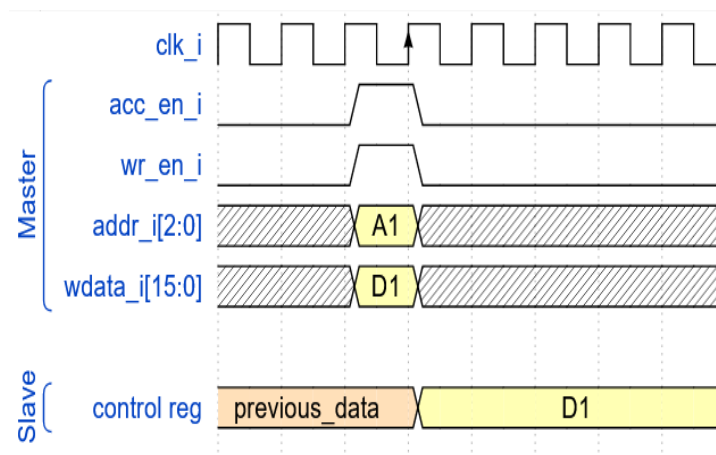 clk_i
Master
acc_en_i
wr_en_i
addr_i[2:0] A1
wdata_i[15:0] D1
Slave
control reg previous_data D1